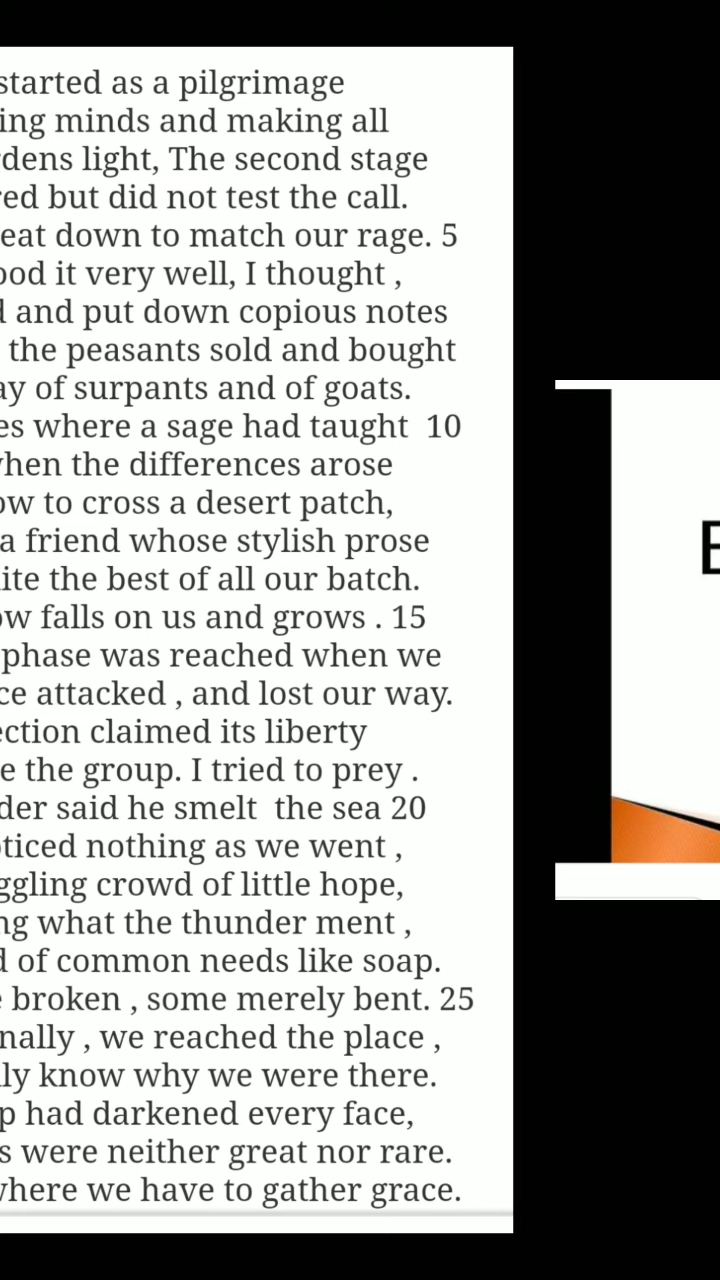 started as a pilgrimage
ing minds and making all
dens light, The second stage
red but did not test the call.
eat down to match our rage. 5
ood it very well, I thought ,
d and put down copious notes
the peasants sold and bought
ay of surpants and of goats.
es where a sage had taught 10
when the differences arose
ow to cross a desert patch,
a friend whose stylish prose
ite the best of all our batch.
ow falls on us and grows . 15
phase was reached when we
ce attacked , and lost our way.
ection claimed its liberty
e the group. I tried to prey .
der said he smelt the sea 20
oticed nothing as we went ,
ggling crowd of little hope,
ng what the thunder ment ,
d of common needs like soap.
e broken , some merely bent. 25
nally , we reached the place ,
ly know why we were there.
p had darkened every face,
s were neither great nor rare.
where we have to gather grace.